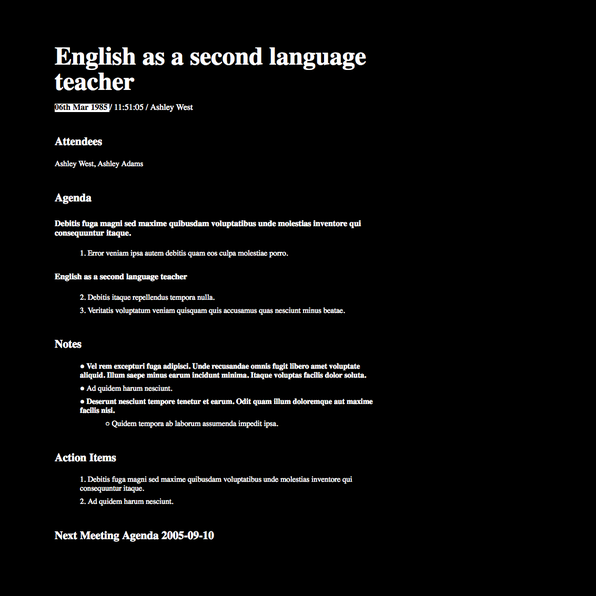 English as a second language
teacher
06th Mar 1985 / 11:51:05 / Ashley West
Attendees
Ashley West, Ashley Adams
Agenda
Debitis fuga magni sed maxime quibusdam voluptatibus unde molestias inventore qui
consequuntur itaque.
1. Error veniam ipsa autem debitis quam eos culpa molestiae porro.
English as a second language teacher
2. Debitis itaque repellendus tempora nulla.
3. Veritatis voluptatum veniam quisquam quis accusamus quas nesciunt minus beatae.
Notes
● Vel rem excepturi fuga adipisci. Unde recusandae omnis fugit libero amet voluptate
aliquid. Illum saepe minus earum incidunt minima. Itaque voluptas facilis dolor soluta.
● Ad quidem harum nesciunt.
● Deserunt nesciunt tempore tenetur et earum. Odit quam illum doloremque aut maxime
facilis nisi.
○ Quidem tempora ab laborum assumenda impedit ipsa.
Action Items
1. Debitis fuga magni sed maxime quibusdam voluptatibus unde molestias inventore qui
consequuntur itaque.
2. Ad quidem harum nesciunt.
Next Meeting Agenda 2005-09-10